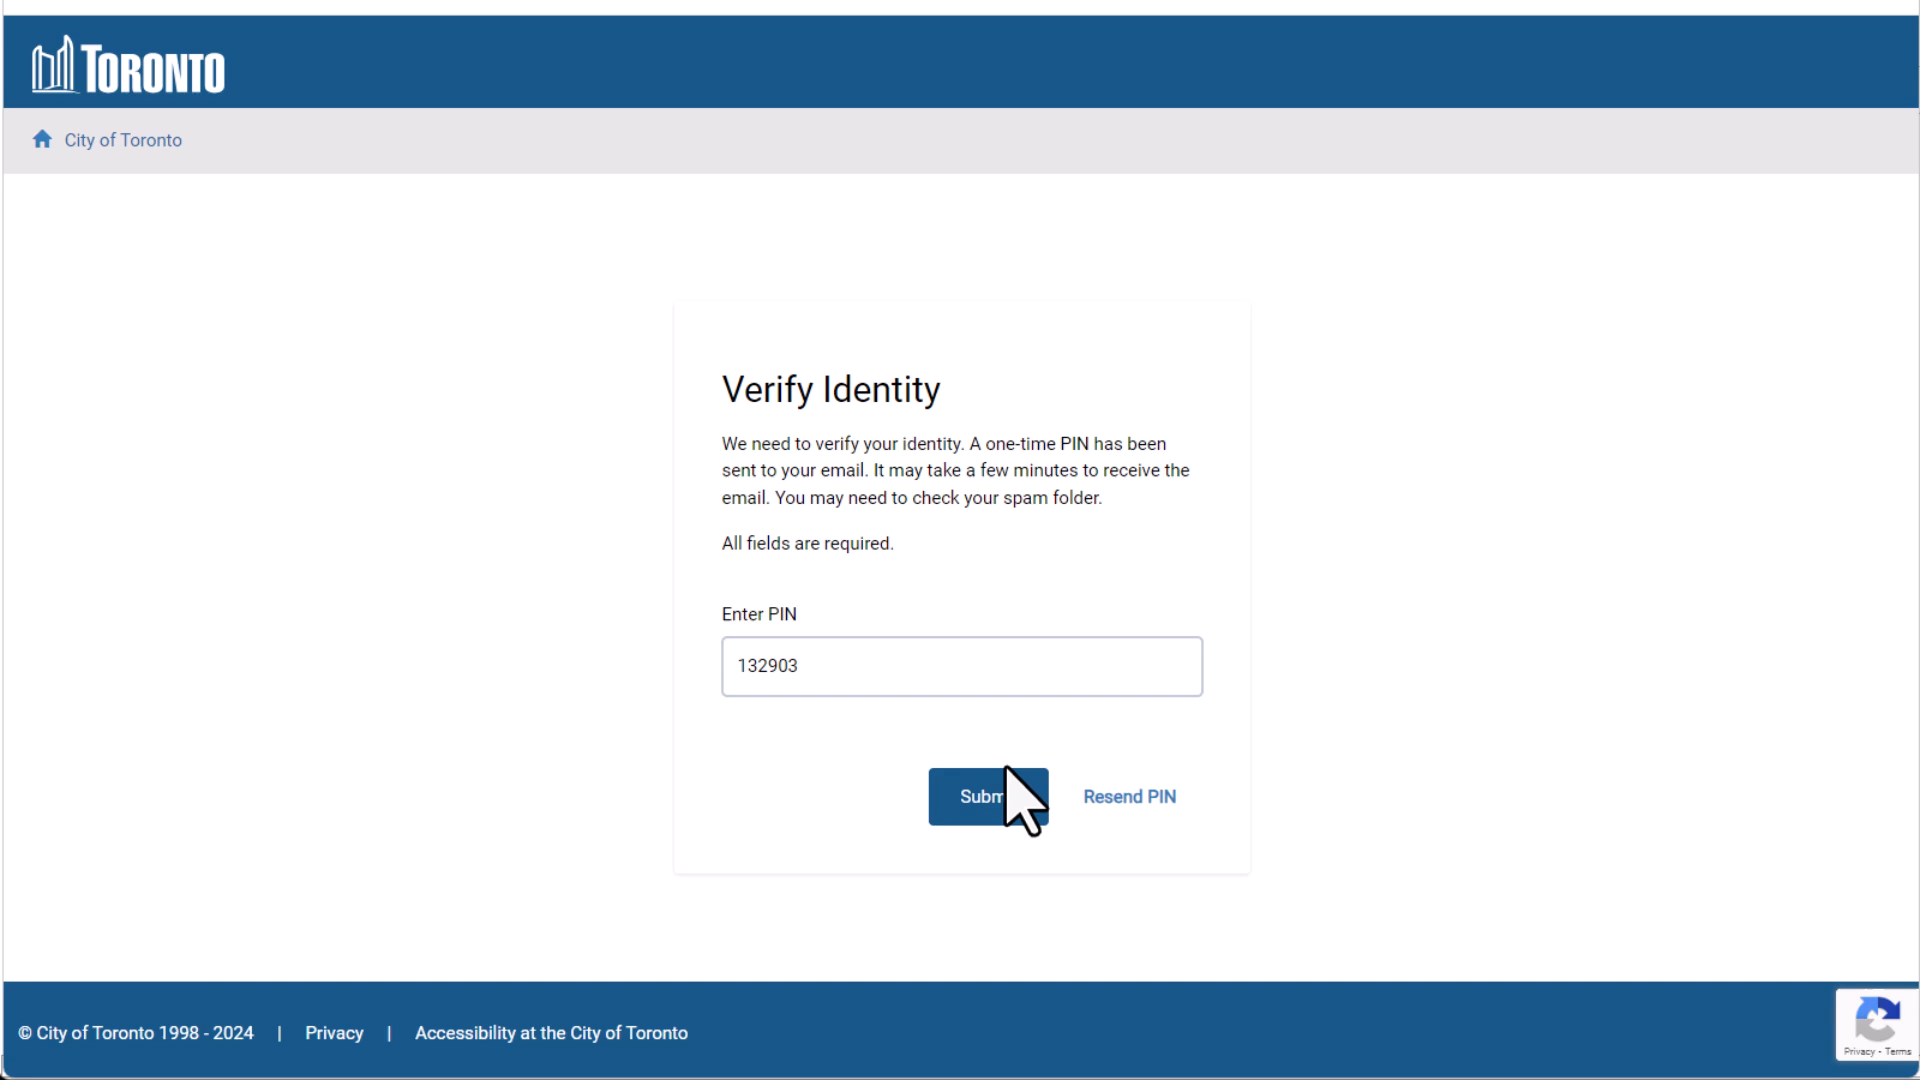 TORONTO
City of Toronto
Verify Identity
We need to verify your identity. A one-time PIN has been
sent to your email. It may take a few minutes to receive the
email. You may need to check your spam folder.
All fields are required.
Enter PIN
132903
Subm
Resend PIN
© City of Toronto 1998 - 2024 | Privacy | Accessibility at the City of Toronto
Privacy - Terms